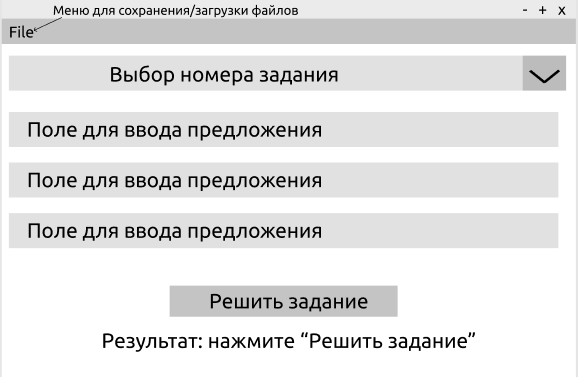 Меню для сохранения/загрузки файлов - + x
File
Выбор номера задания
Поле для ввода предложения
Поле для ввода предложения
Поле для ввода предложения
Решить задание
Результат: нажмите “Решить задание”